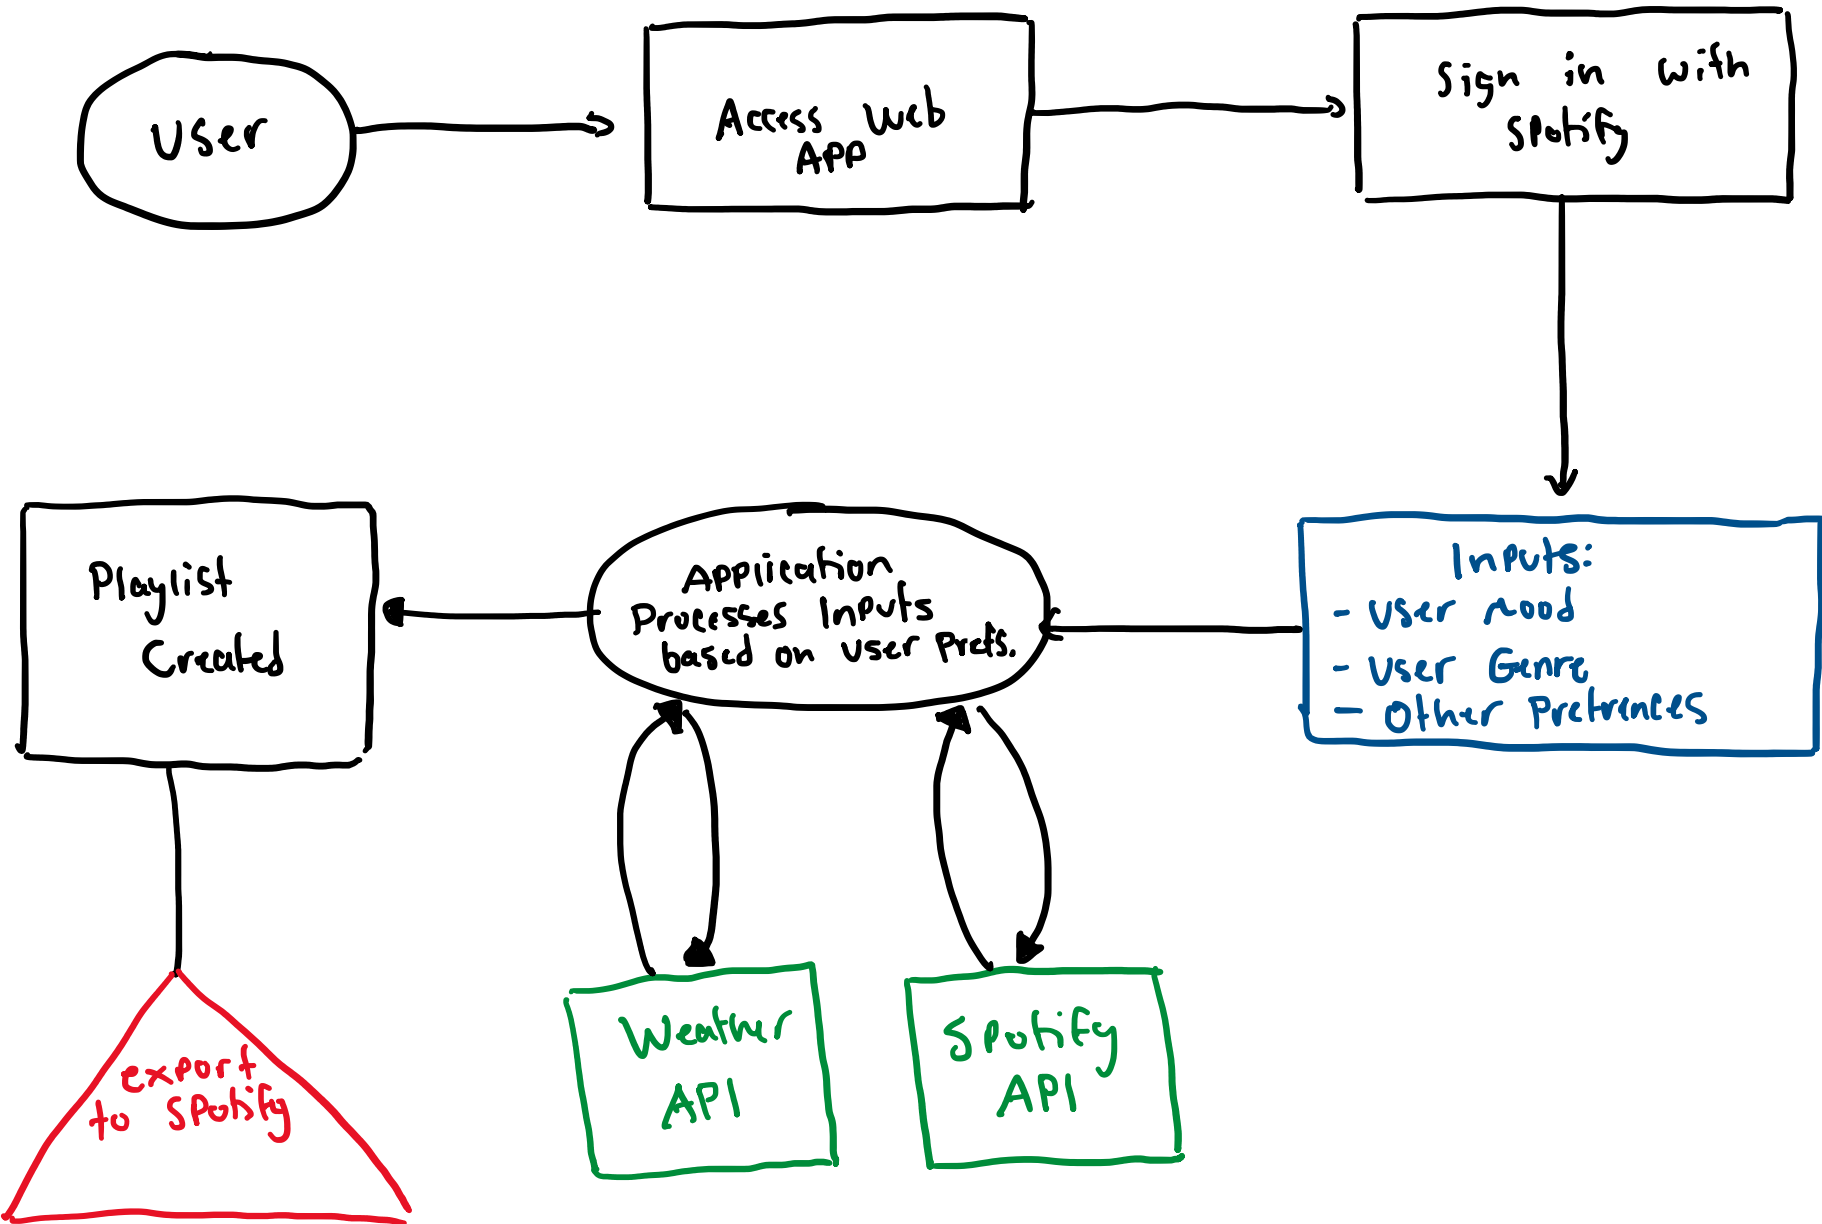 User
Access Web
APP
Sign in with
Spotify
Inputs:
- User Mood
- User Genre
- Other Prefrences
Application
Processes Inputs
based on User Prefs.
Playlist
Created
export
to Spotify
Weather
API
Spotify
API